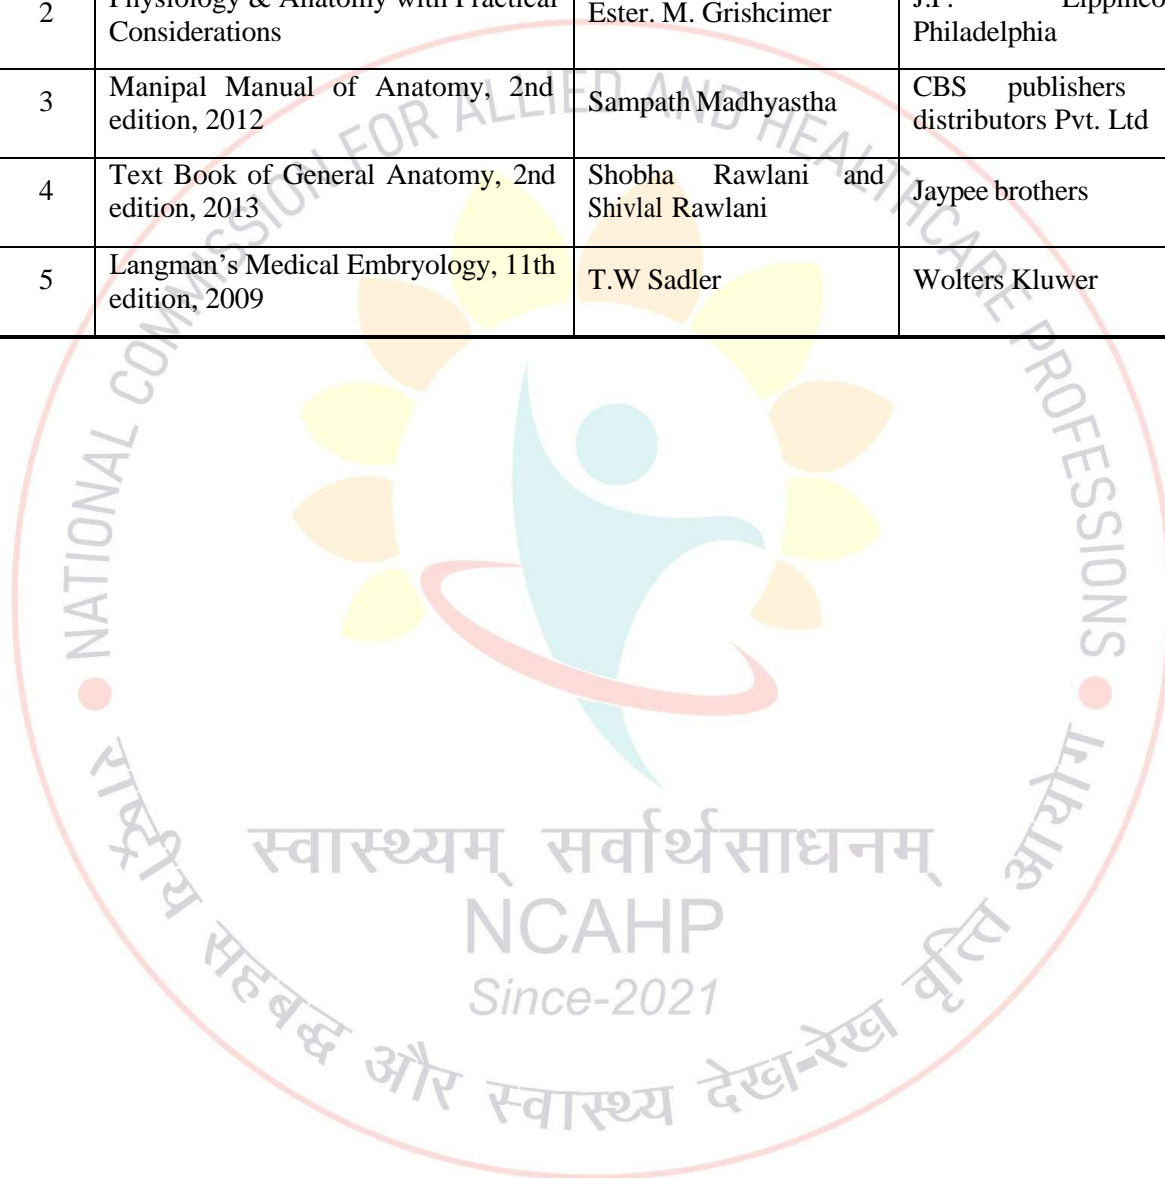 2
Physiology & Anatomy with Practical
Considerations
Ester. M. Grishcimer
J.P. Lippinco
Philadelphia
3
Manipal Manual of Anatomy, 2nd
edition, 2012
Sampath Madhyastha
CBS publishers
distributors Pvt. Ltd
4
Text Book of General Anatomy, 2nd
edition, 2013
Shobha Rawlani and
Shivlal Rawlani
Jaypee brothers
5
Langman’s Medical Embryology, 11th
edition, 2009
T.W Sadler
Wolters Kluwer
NATIONAL COMMISSION FOR ALLIED AND HEALTHCARE PROFESSIONS
स्वास्थ्यम् सर्वार्थसाधनम्
NCAHP
Since-2021
राष्ट्रीय सहबद्ध और स्वास्थ्य देख-रेख वृत्ति आयोग